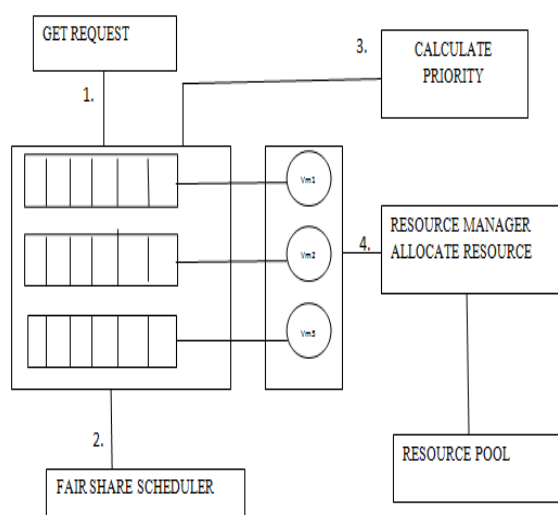 GET REQUEST
1.
3.
CALCULATE
PRIORITY
Vm1
Vm2
Vm3
4.
RESOURCE MANAGER
ALLOCATE RESOURCE
2.
FAIR SHARE SCHEDULER
RESOURCE POOL